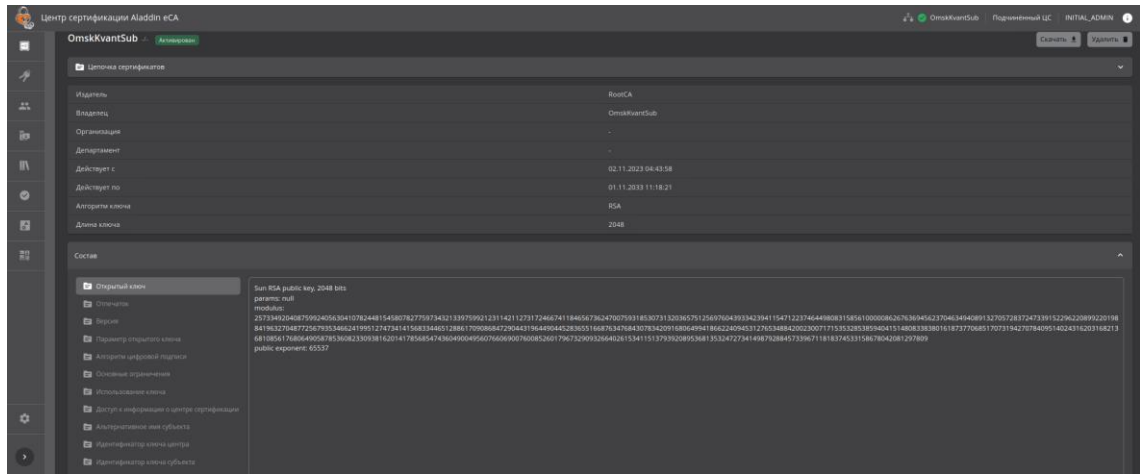 Центр сертификации Aladdin eCA
OmskKvantSub
Подчинённый ЦС
INITIAL_ADMIN
OmskKvantSub
Активирован
Скачать
Удалить
Цепочка сертификатов
Издатель RootCA
Владелец OmskKvantSub
Организация -
Департамент -
Действует с 02.11.2023 04:43:58
Действует по 01.11.2033 11:18:21
Алгоритм ключа RSA
Длина ключа 2048
Состав
Открытый ключ
Отпечаток
Версия
Параметр открытого ключа
Алгоритм цифровой подписи
Основные ограничения
Использование ключа
Доступ к информации о центре сертификации
Альтернативное имя субъекта
Идентификатор ключа центра
Идентификатор ключа субъекта
Sun RSA public key, 2048 bits
params: null
modulus:
public exponent: 65537